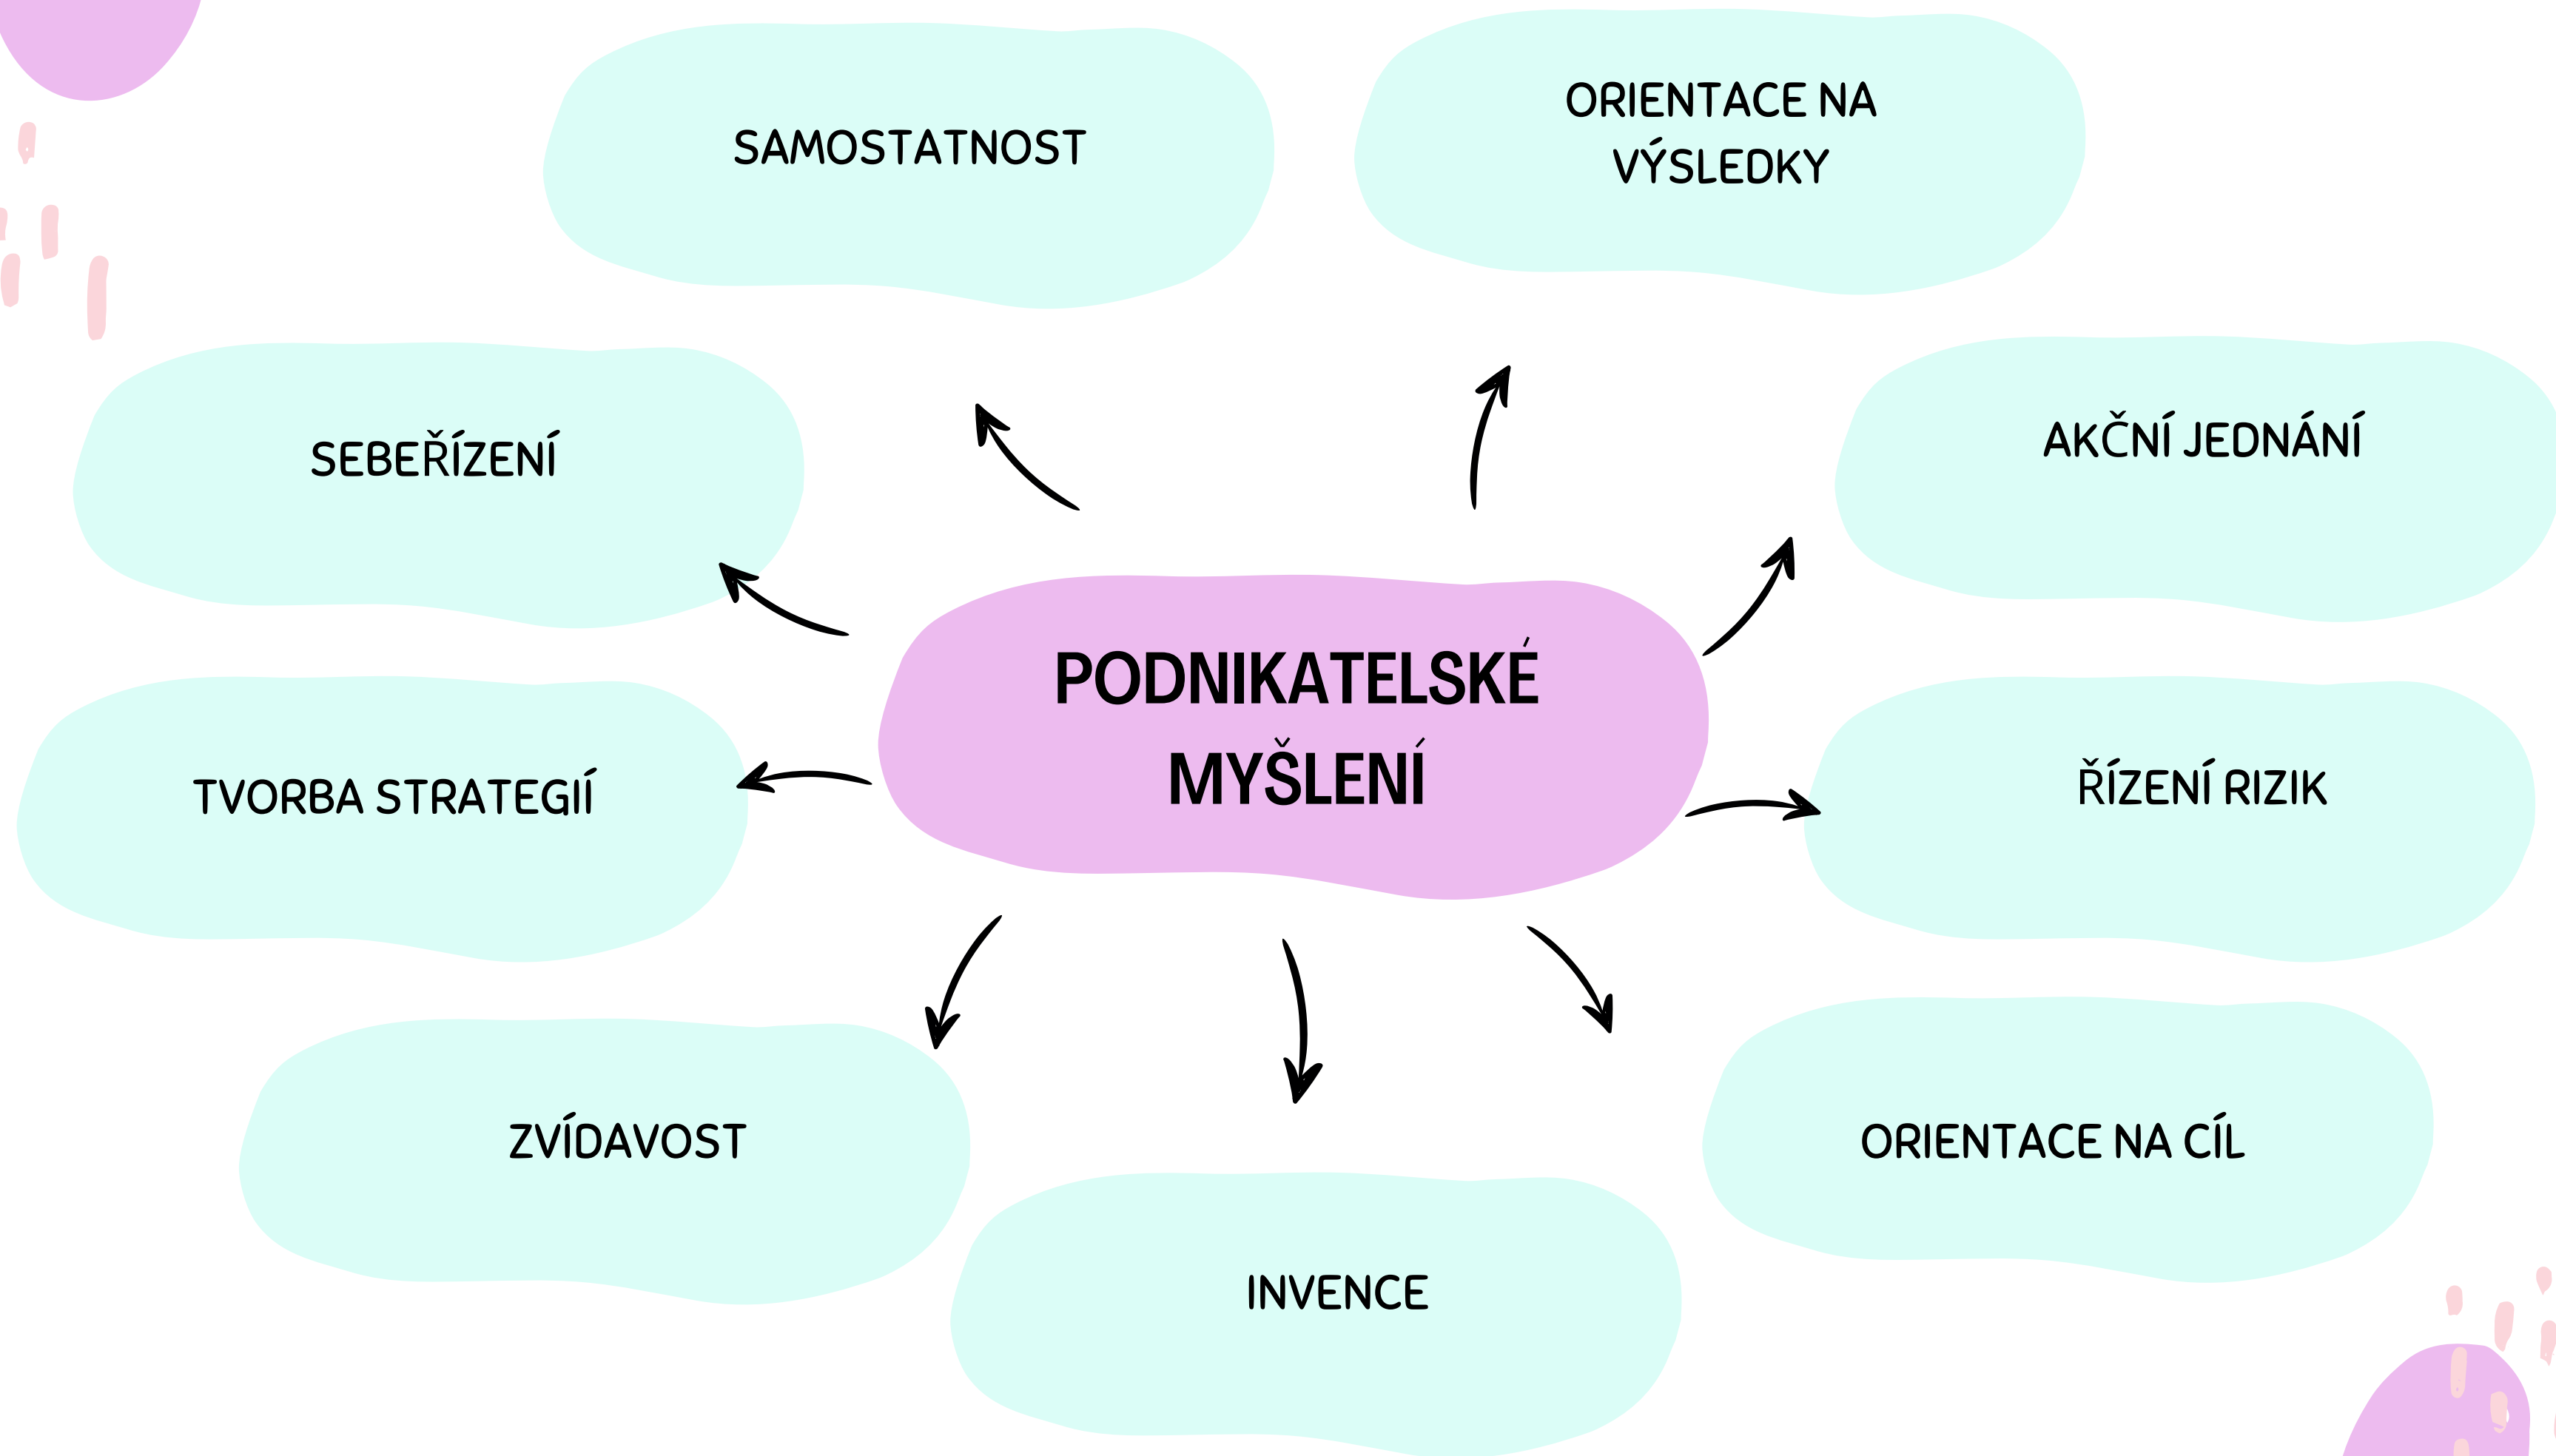 SAMOSTATNOST
ORIENTACE NA
VÝSLEDKY
SEBEŘÍZENÍ
AKČNÍ JEDNÁNÍ
PODNIKATELSKÉ
MYŠLENÍ
TVORBA STRATEGIÍ
ŘÍZENÍ RIZIK
ZVÍDAVOST
ORIENTACE NA CÍL
INVENCE